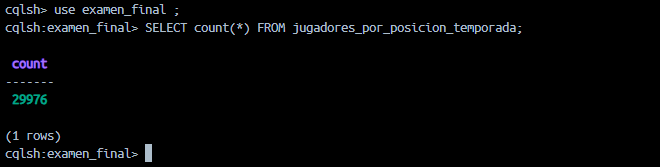 cqlsh> use examen_final ;
cqlsh:examen_final> SELECT count(*) FROM jugadores_por_posicion_temporada;
count
-------
29976
(1 rows)
cqlsh:examen_final>